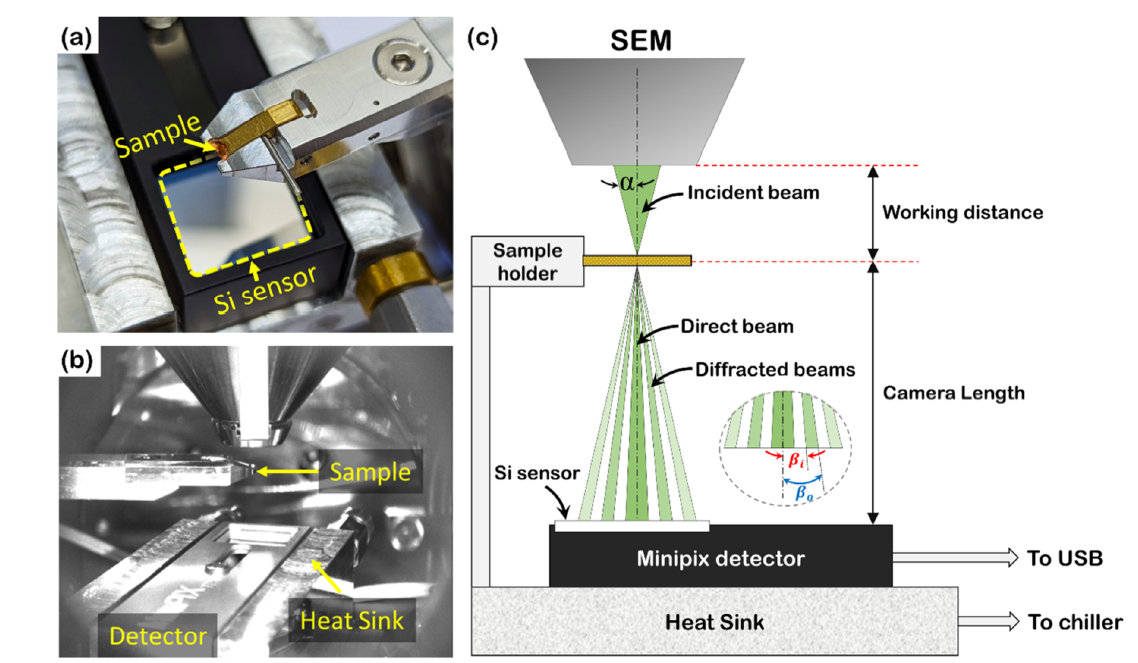 (a)
Sample
Si sensor
(b)
Sample
Heat Sink
Detector
(c)
SEM
α
Incident beam
Working distance
Sample
holder
Direct beam
Diffracted beams
Camera Length
βi
βo
Si sensor
Minipix detector
To USB
Heat Sink
To chiller